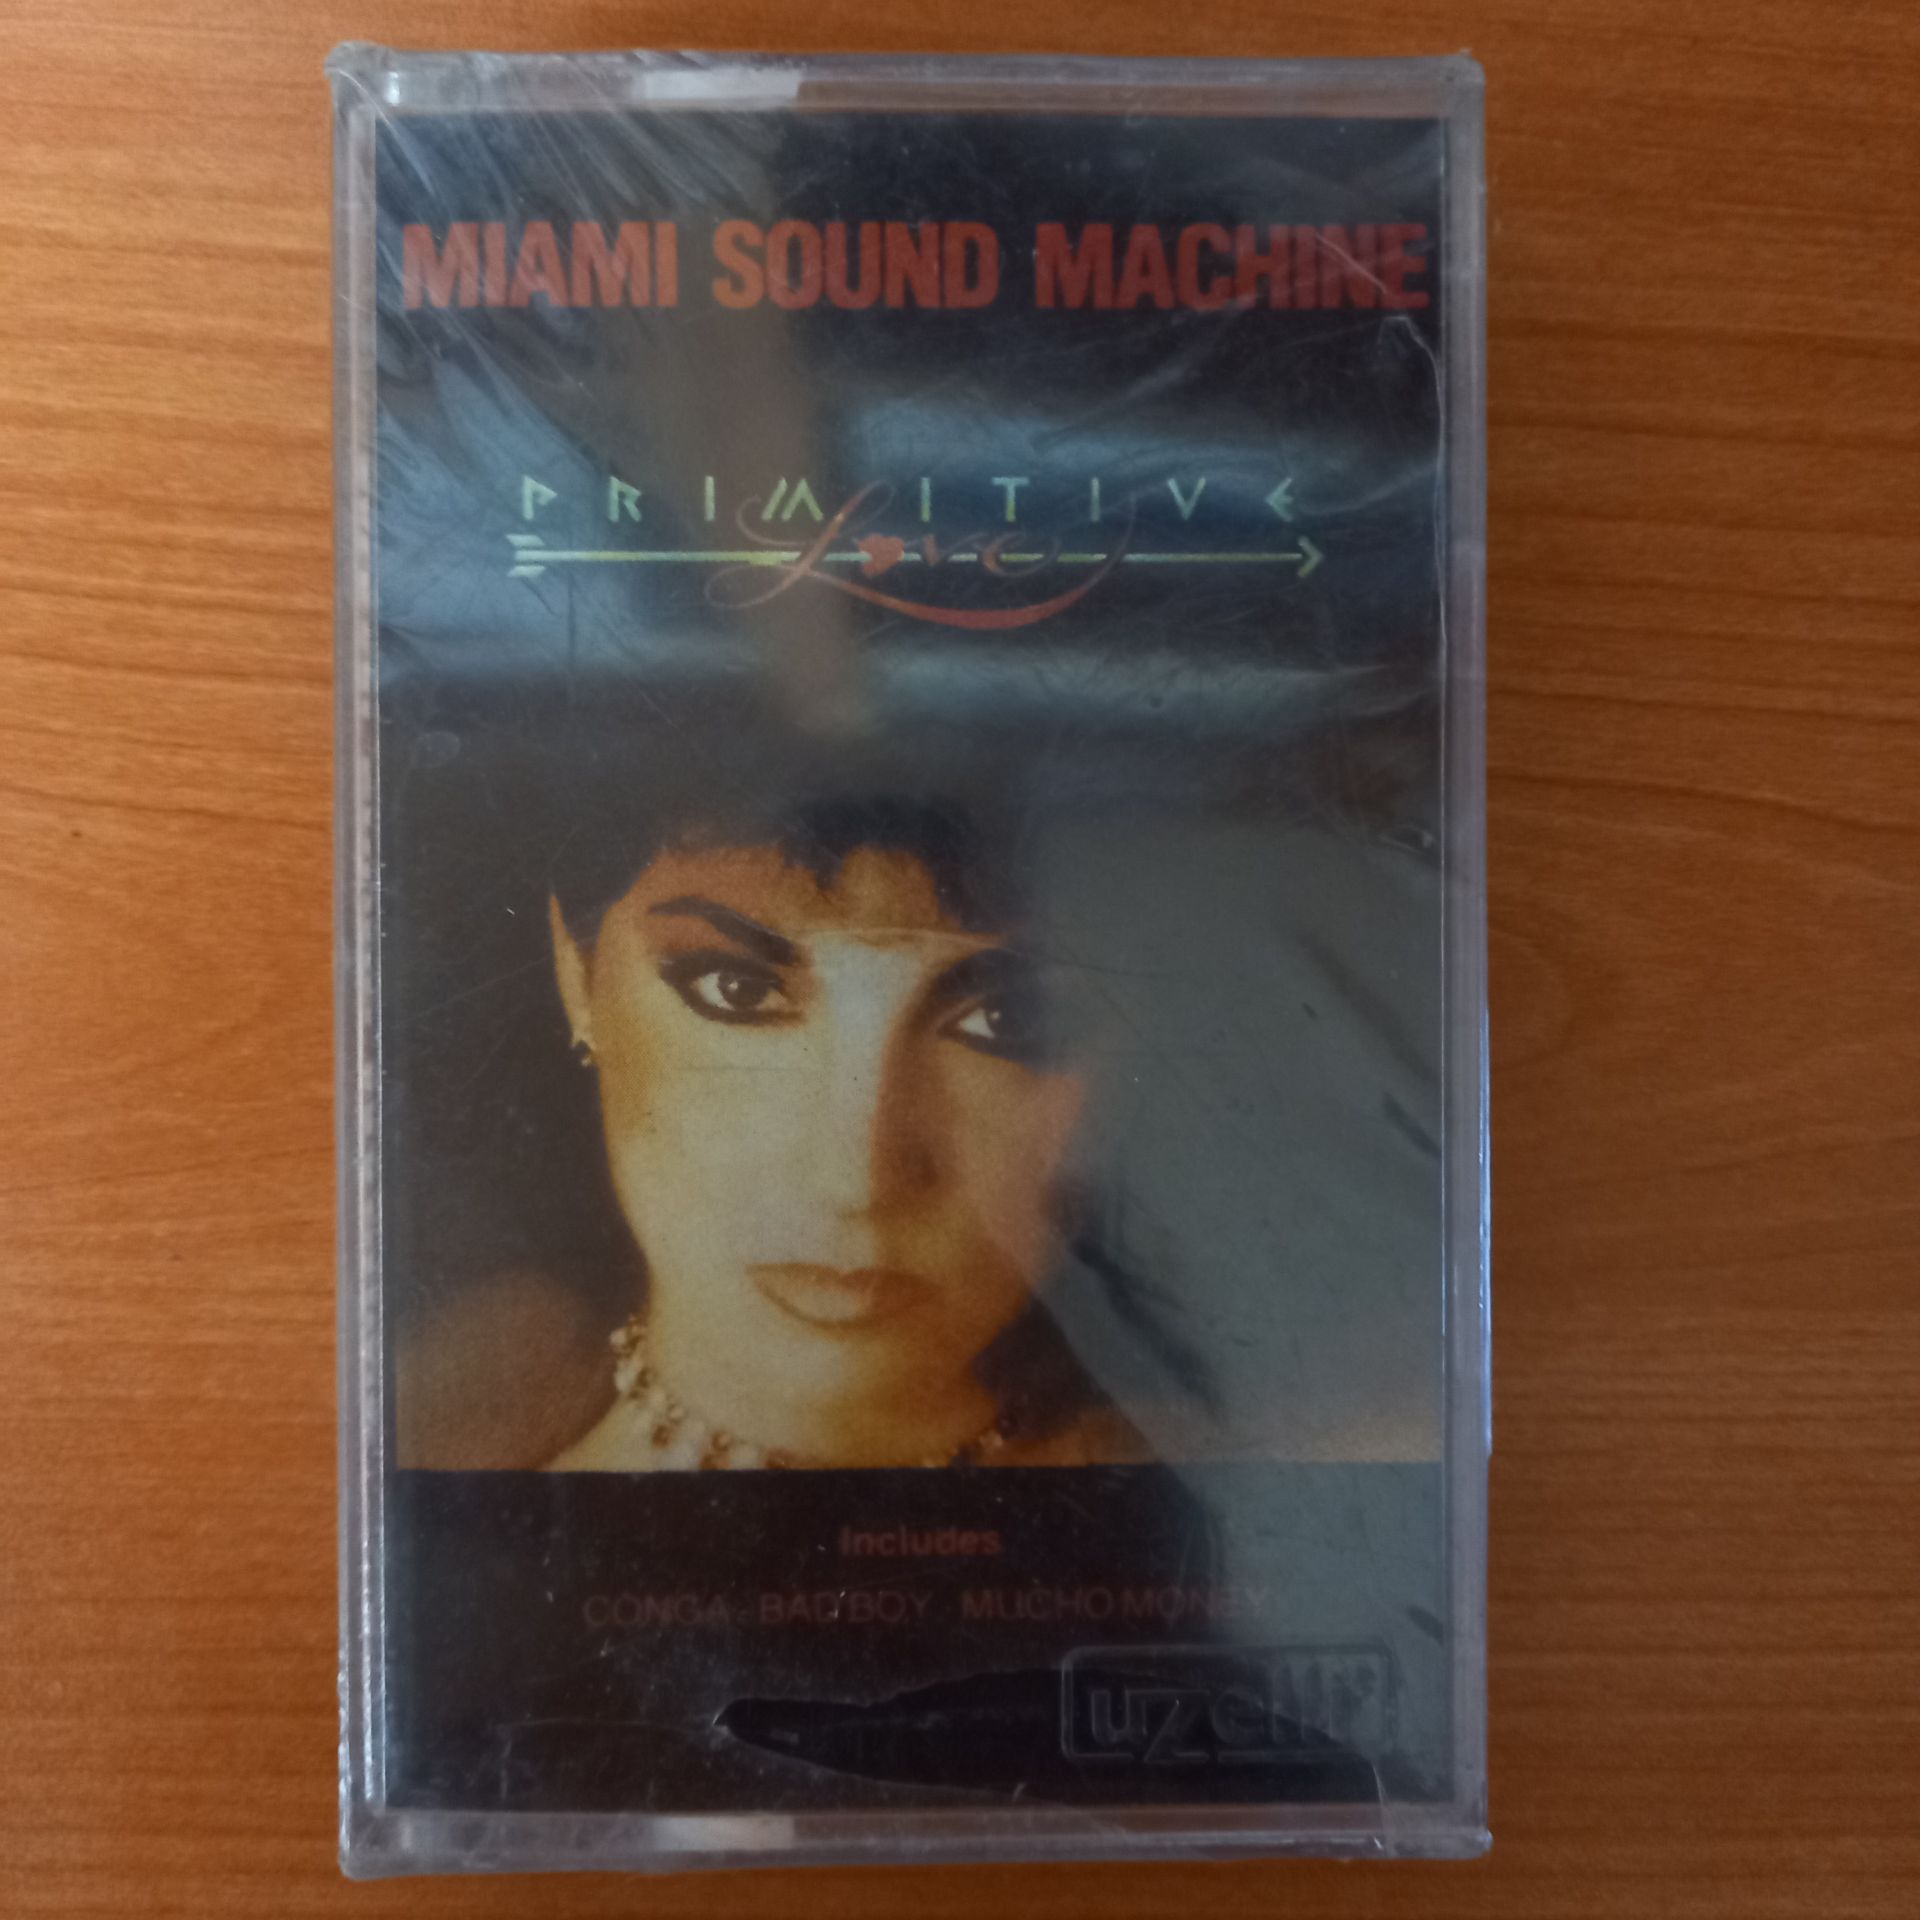 MIAMI SOUND MACHINE
PRIMITIVE
Love
Includes
CONGA · BAD BOY · MUCHO MONEY
uzelli